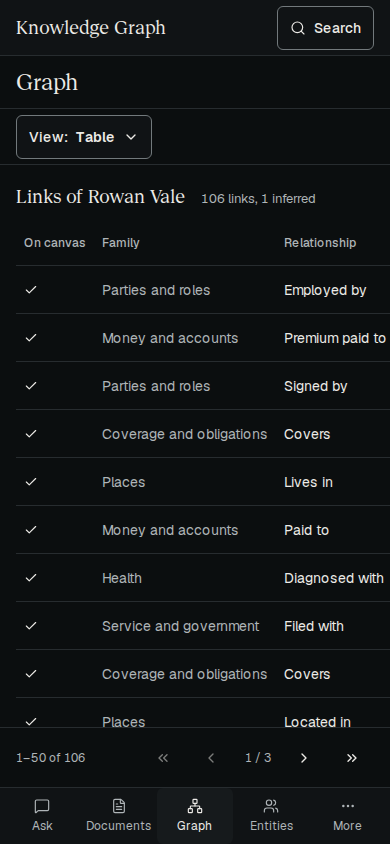 Knowledge Graph
Search
Graph
View: Table
Links of Rowan Vale 106 links, 1 inferred
On canvas Family Relationship
Parties and roles Employed by
Money and accounts Premium paid to
Parties and roles Signed by
Coverage and obligations Covers
Places Lives in
Money and accounts Paid to
Health Diagnosed with
Service and government Filed with
Coverage and obligations Covers
Places Located in
1–50 of 106 1 / 3
Ask Documents Graph Entities More